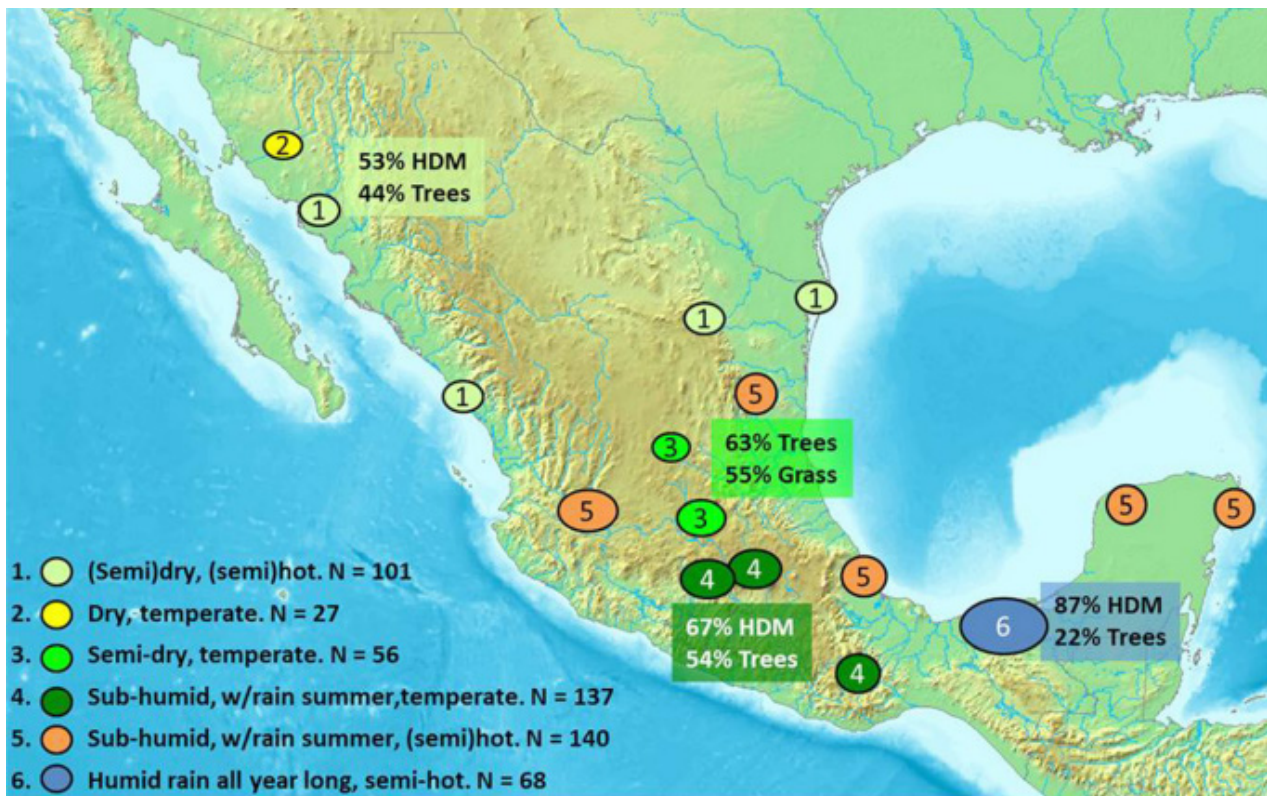 2
53% HDM
44% Trees
1
1
1
1
5
3
63% Trees
55% Grass
5
3
5
5
4
4
5
67% HDM
54% Trees
4
6
87% HDM
22% Trees
1. (Semi)dry, (semi)hot. N = 101
2. Dry, temperate. N = 27
3. Semi-dry, temperate. N = 56
4. Sub-humid, w/rain summer,temperate. N = 137
5. Sub-humid, w/rain summer, (semi)hot. N = 140
6. Humid rain all year long, semi-hot. N = 68